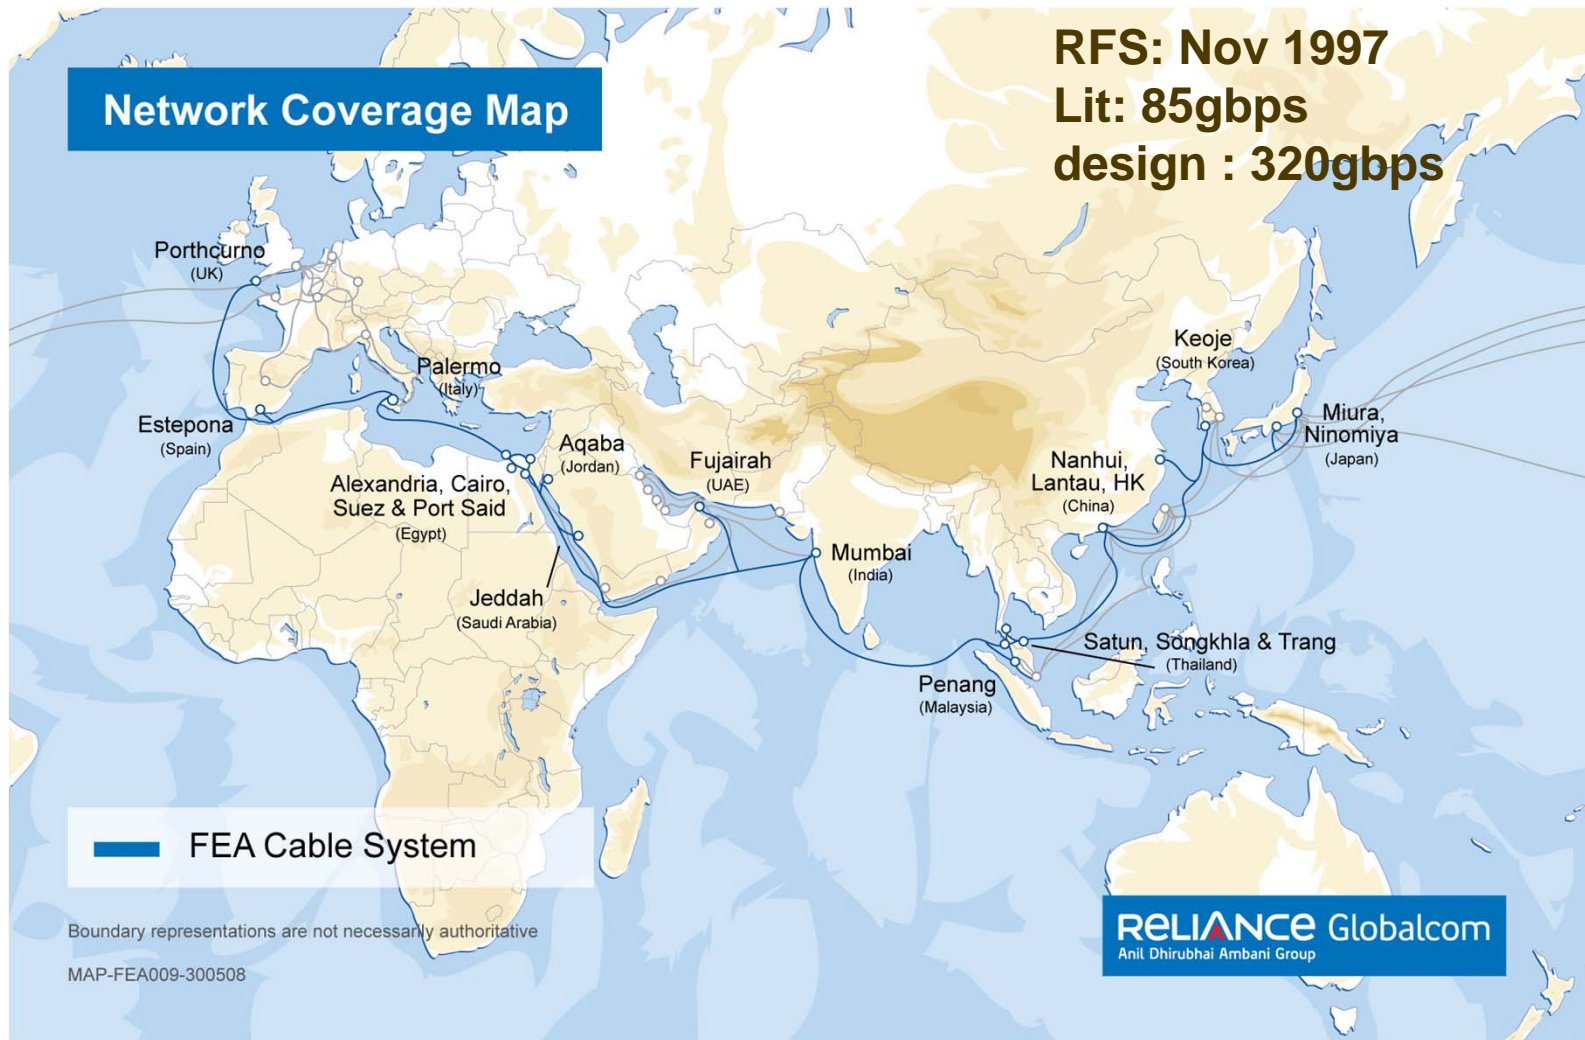 RFS: Nov 1997
Lit: 85gbps
design : 320gbps
Network Coverage Map
Porthcurno
(UK)
Keoje
(South Korea)
Palermo
(Italy)
Estepona
(Spain)
Miura,
Ninomiya
(Japan)
Aqaba
(Jordan)
Fujairah
(UAE)
Nanhui,
Lantau, HK
(China)
Alexandria, Cairo,
Suez & Port Said
(Egypt)
Mumbai
(India)
Jeddah
(Saudi Arabia)
Satun, Songkhla & Trang
(Thailand)
Penang
(Malaysia)
FEA Cable System
Boundary representations are not necessarily authoritative
MAP-FEA009-300508
RELIANCE Globalcom
Anil Dhirubhai Ambani Group